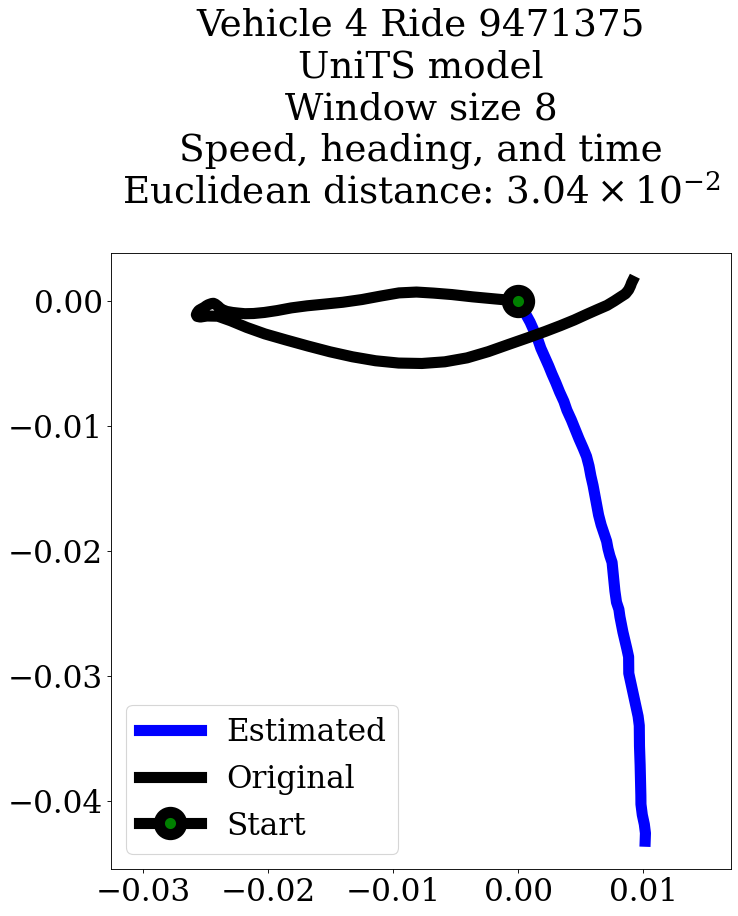 Vehicle 4 Ride 9471375
UniTS model
Window size 8
Speed, heading, and time
Euclidean distance: 3.04 × 10⁻²
0.00
−0.01
−0.02
−0.03
−0.04
Estimated
Original
Start
−0.03 −0.02 −0.01 0.00 0.01